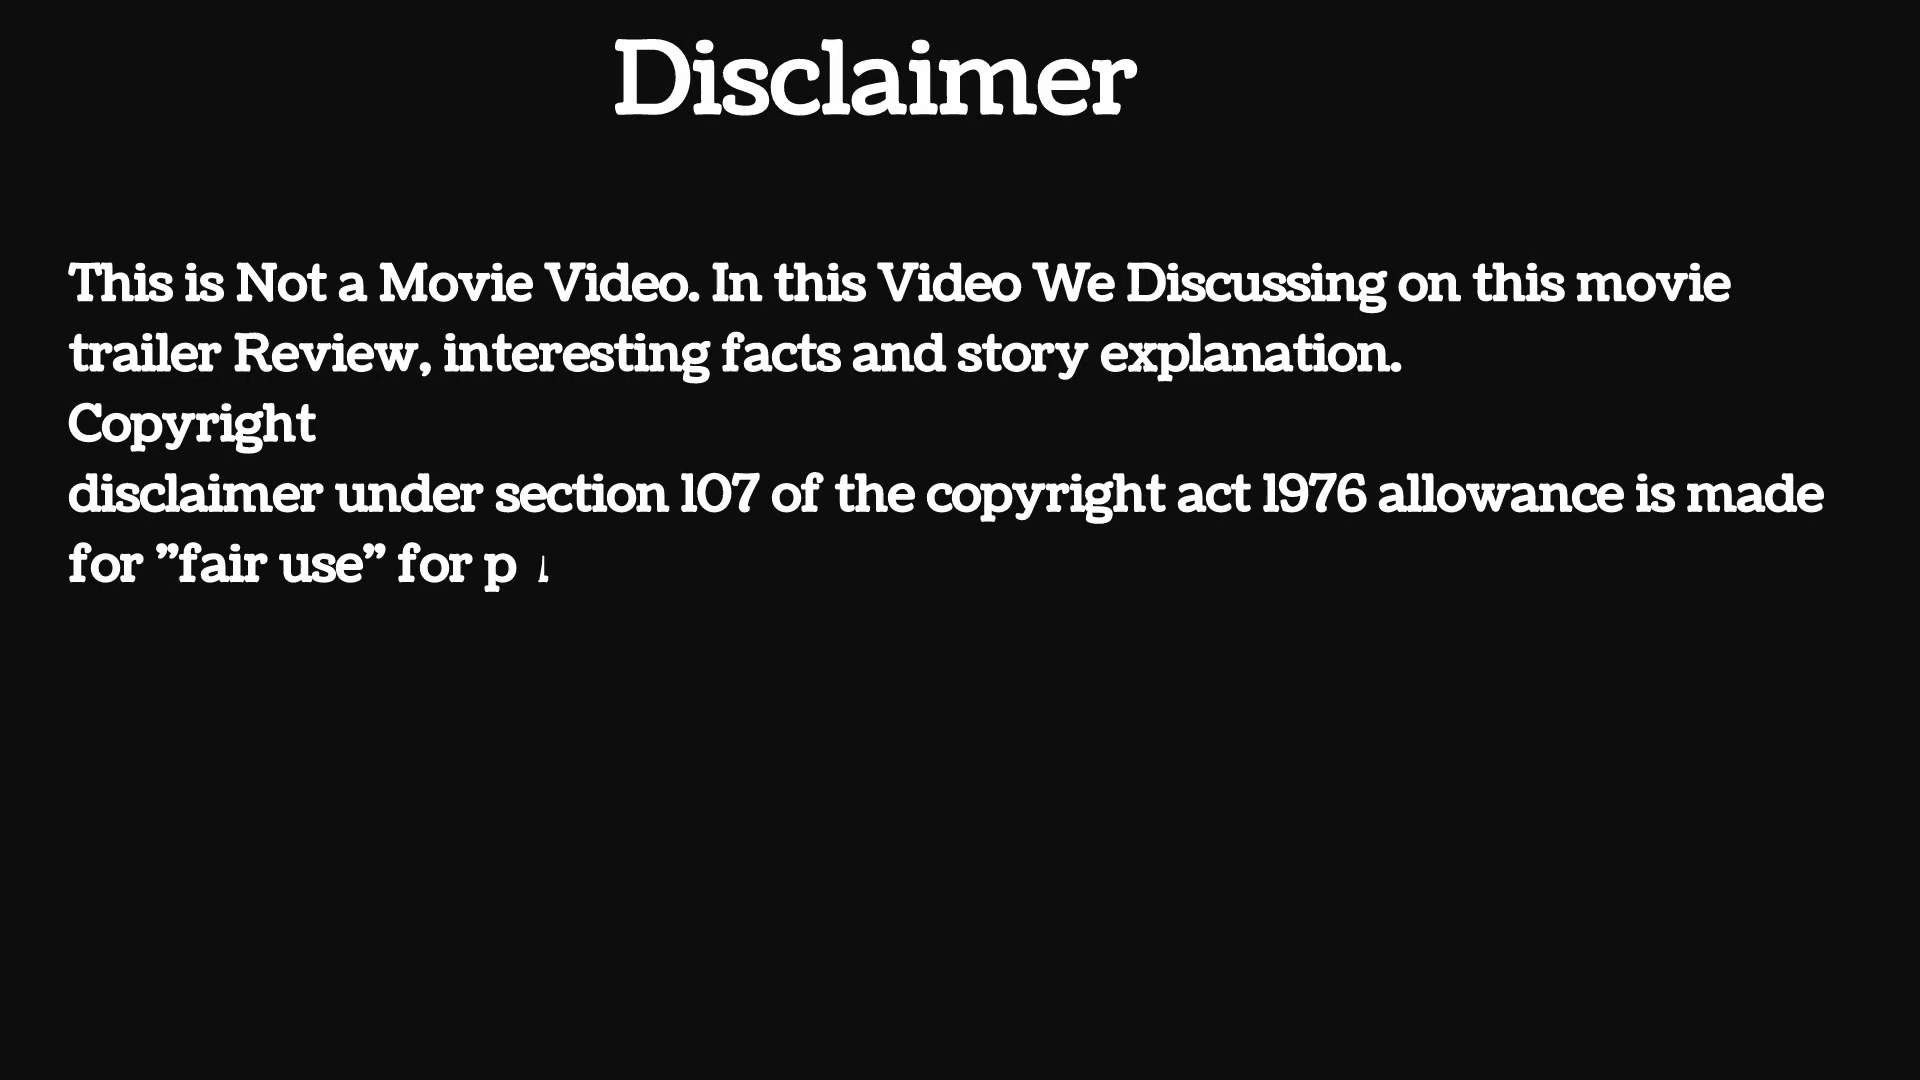 Disclaimer
This is Not a Movie Video. In this Video We Discussing on this movie
trailer Review, interesting facts and story explanation.
Copyright
disclaimer under section 107 of the copyright act 1976 allowance is made
for ”fair use” for p